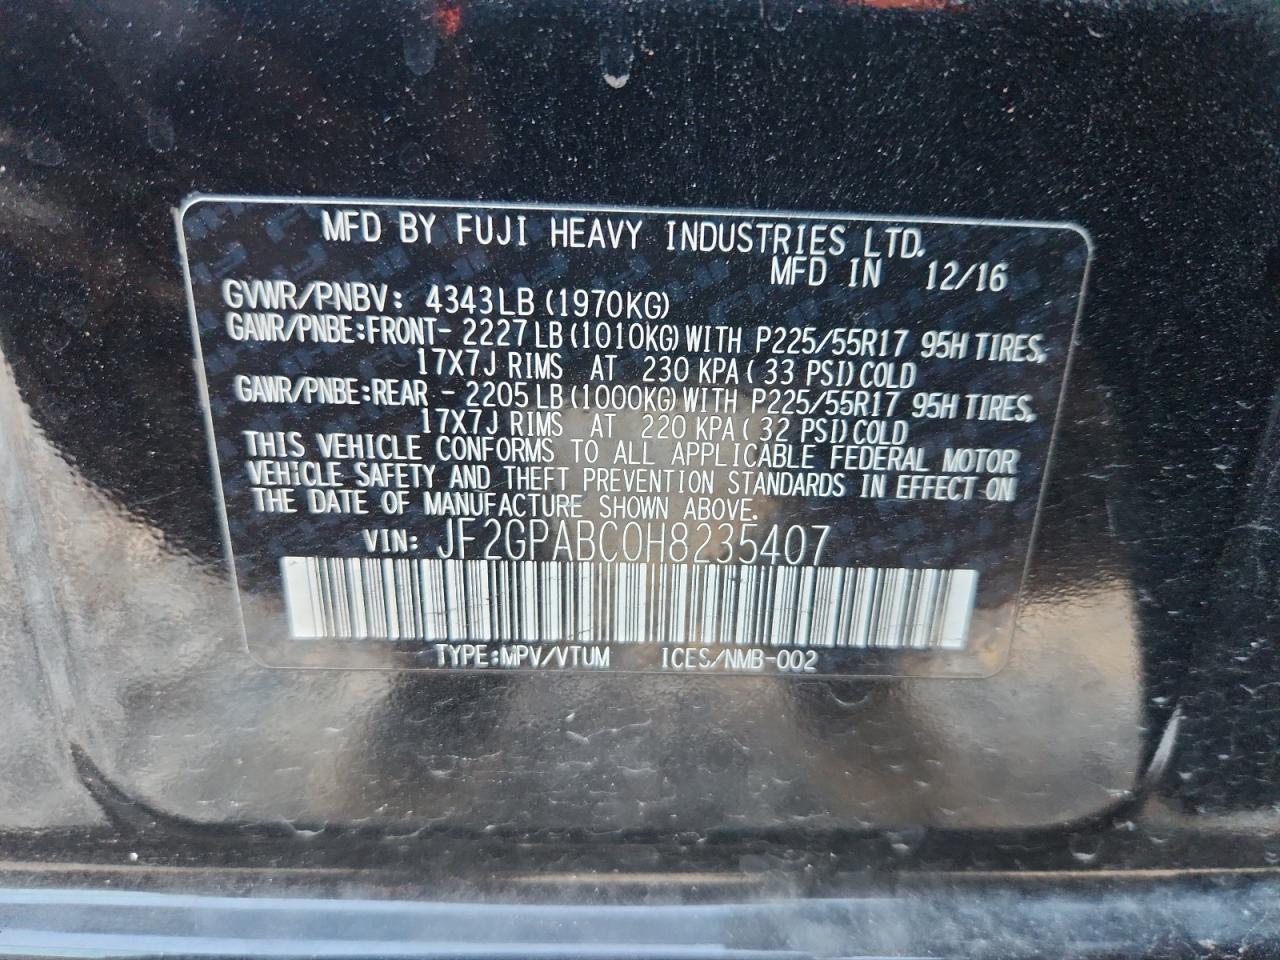 MFD BY FUJI HEAVY INDUSTRIES LTD.
MFD IN 12/16
GVWR/PNBV: 4343LB (1970KG)
GAWR/PNBE:FRONT- 2227LB(1010KG)WITH P225/55R17 95H TIRES,
17X7J RIMS AT 230 KPA( 33 PSI)COLD
GAWR/PNBE:REAR - 2205LB(1000KG)WITH P225/55R17 95H TIRES,
17X7J RIMS AT 220 KPA( 32 PSI)COLD
THIS VEHICLE CONFORMS TO ALL APPLICABLE FEDERAL MOTOR
VEHICLE SAFETY AND THEFT PREVENTION STANDARDS IN EFFECT ON
THE DATE OF MANUFACTURE SHOWN ABOVE.
VIN: JF2GPABC0H8235407
TYPE:MPV/VTUM ICES/NMB-002